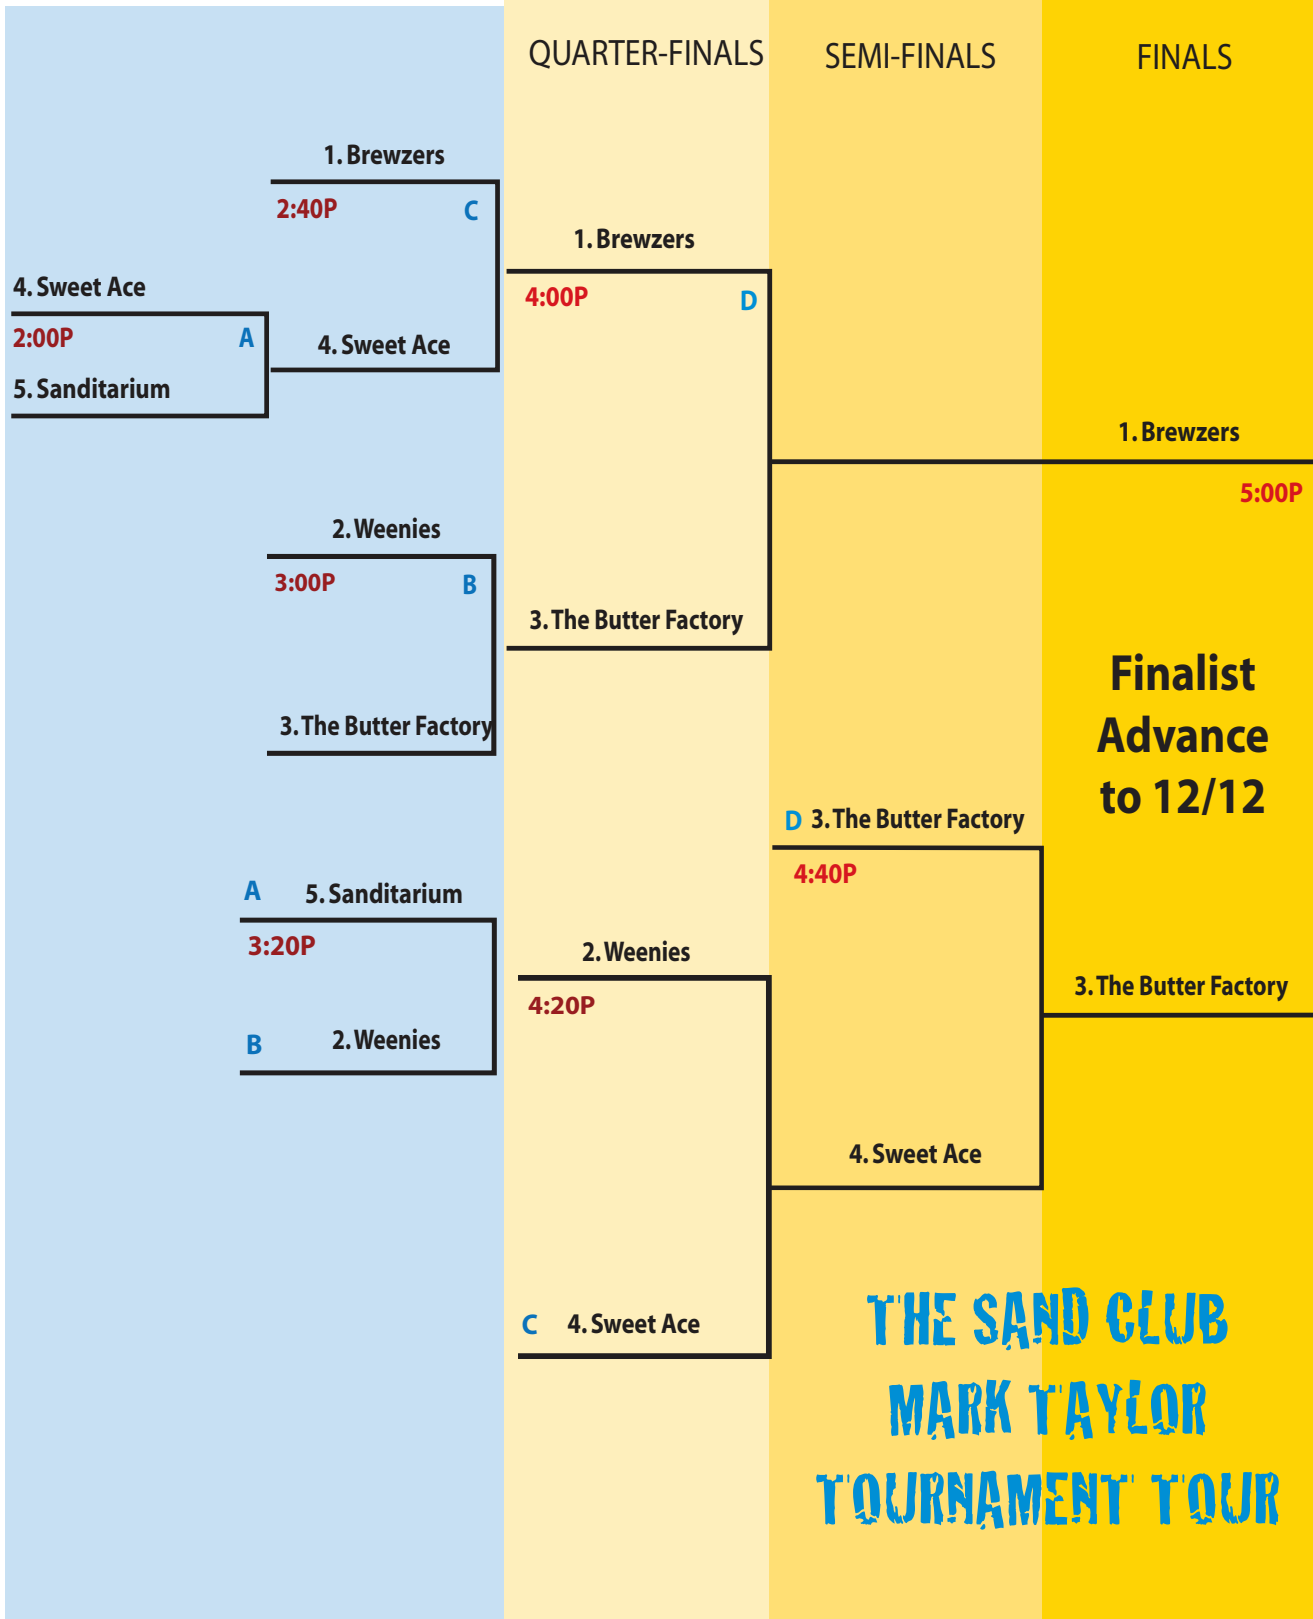 QUARTER-FINALS
SEMI-FINALS
FINALS
1. Brewzers
2:40P
C
1. Brewzers
4:00P
D
4. Sweet Ace
2:00P
A
4. Sweet Ace
5. Sanditarium
1. Brewzers
5:00P
2. Weenies
3:00P
B
3. The Butter Factory
3. The Butter Factory
Finalist
Advance
to 12/12
D 3. The Butter Factory
4:40P
A 5. Sanditarium
3:20P
B 2. Weenies
2. Weenies
4:20P
3. The Butter Factory
4. Sweet Ace
C 4. Sweet Ace
THE SAND CLUB
MARK TAYLOR
TOURNAMENT TOUR